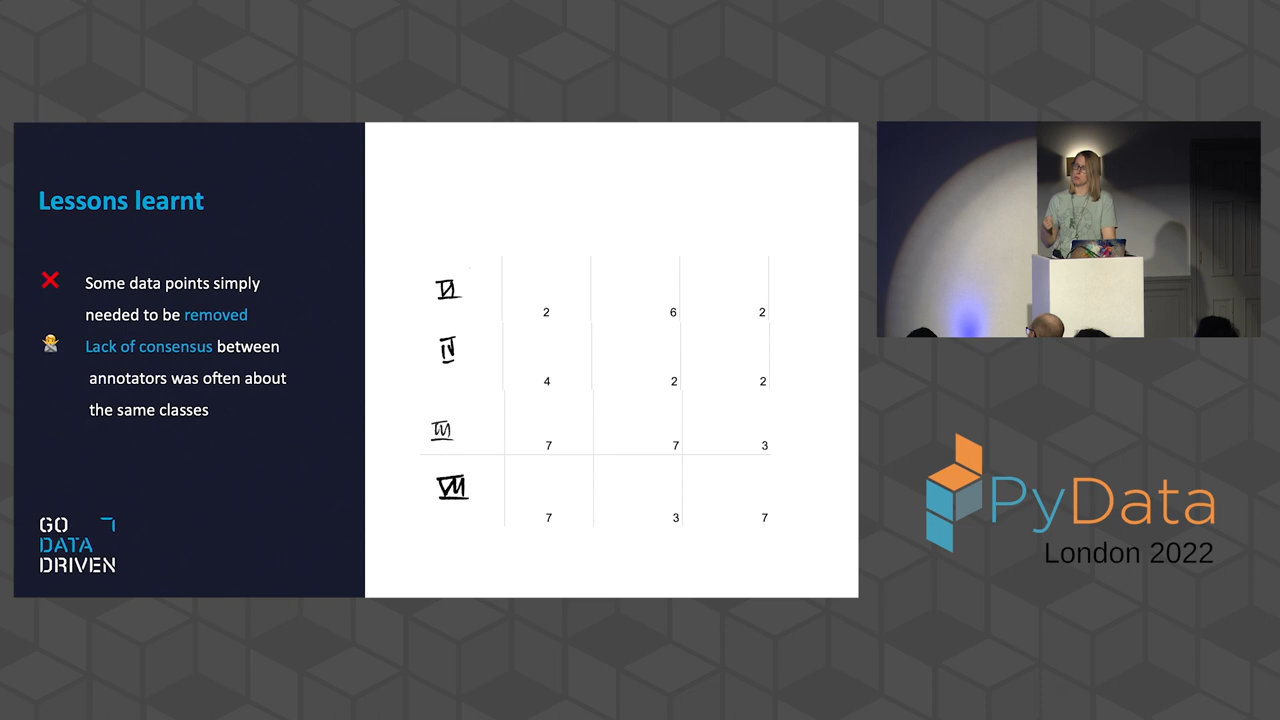 Lessons learnt
❌ Some data points simply
needed to be removed
Lack of consensus between
annotators was often about
the same classes
GO
DATA
DRIVEN
2 6 2
4 2 2
7 7 3
7 3 7
PyData
London 2022